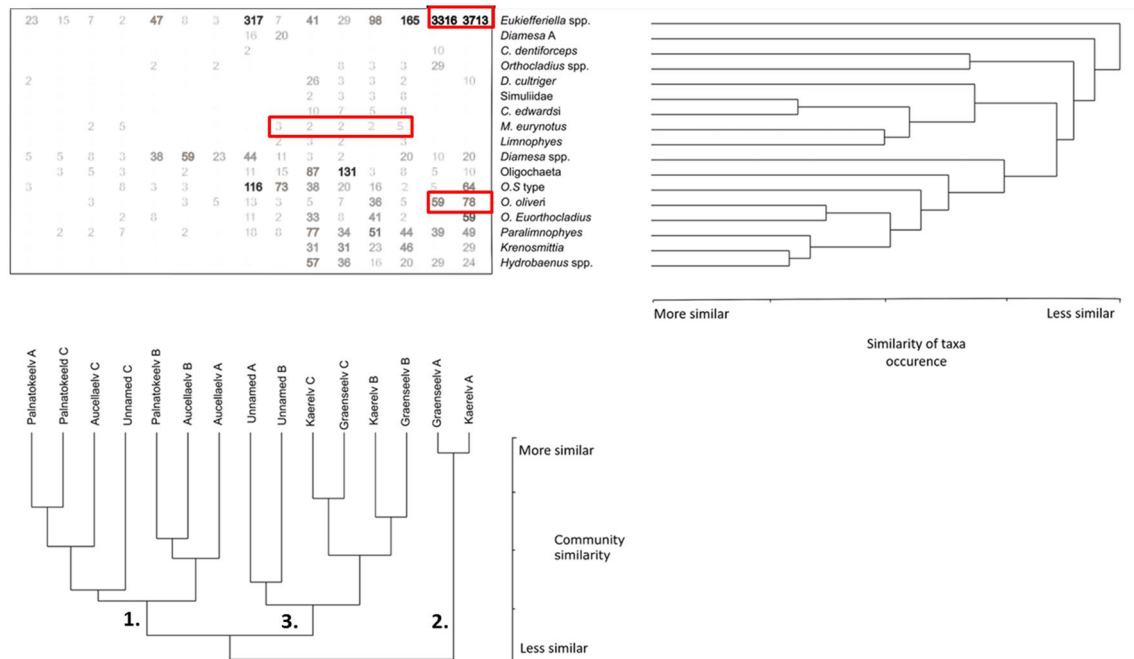 23 15 7 2 47 8 3 317 7 41 29 98 165 3316 3713 Eukiefferiella spp.
16 20 Diamesa A
2 10 C. dentiforceps
2 2 8 3 3 29 Orthocladius spp.
2 26 3 3 2 10 D. cultriger
2 3 3 8 Simuliidae
10 7 5 8 C. edwardsi
2 5 3 2 2 2 5 M. eurynotus
2 3 2 3 Limnophyes
5 5 8 3 38 59 23 44 11 3 2 20 10 20 Diamesa spp.
3 5 3 2 11 15 87 131 3 8 5 10 Oligochaeta
3 8 3 3 116 73 38 20 16 2 5 64 O.S type
3 3 5 13 3 5 7 36 5 59 78 O. oliveri
2 8 11 2 33 8 41 2 59 O. Euorthocladius
2 2 7 2 18 8 77 34 51 44 39 49 Paralimnophyes
31 31 23 46 29 Krenosmittia
57 36 16 20 29 24 Hydrobaenus spp.
More similar
Less similar
Similarity of taxa
occurence
Palnatokeelv A
Palnatokeeld C
Aucellaelv C
Unnamed C
Palnatokeelv B
Aucellaelv B
Aucellaelv A
Unnamed A
Unnamed B
Kaerelv C
Graenseelv C
Kaerelv B
Graenseelv B
Graenseelv A
Kaerelv A
More similar
Community
similarity
Less similar
1.
3.
2.